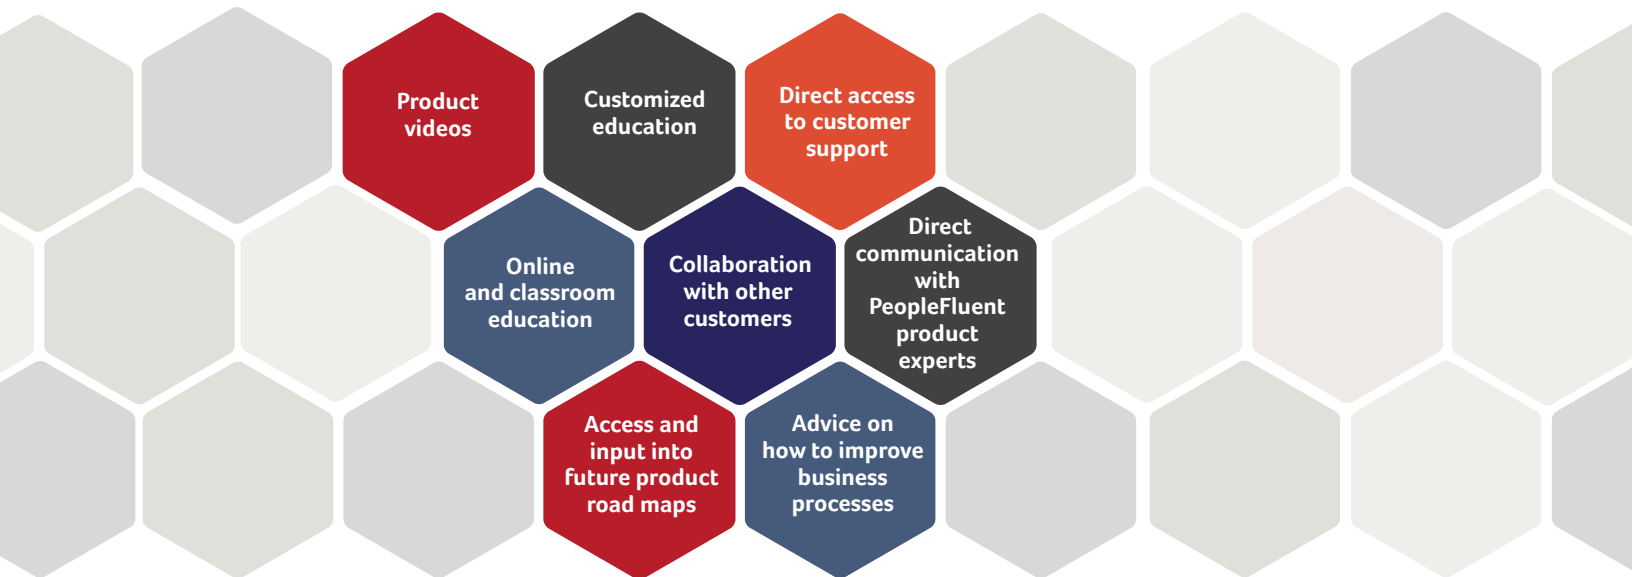 Product
videos
Customized
education
Direct access
to customer
support
Online
and classroom
education
Collaboration
with other
customers
Direct
communication
with
PeopleFluent
product
experts
Access and
input into
future product
road maps
Advice on
how to improve
business
processes